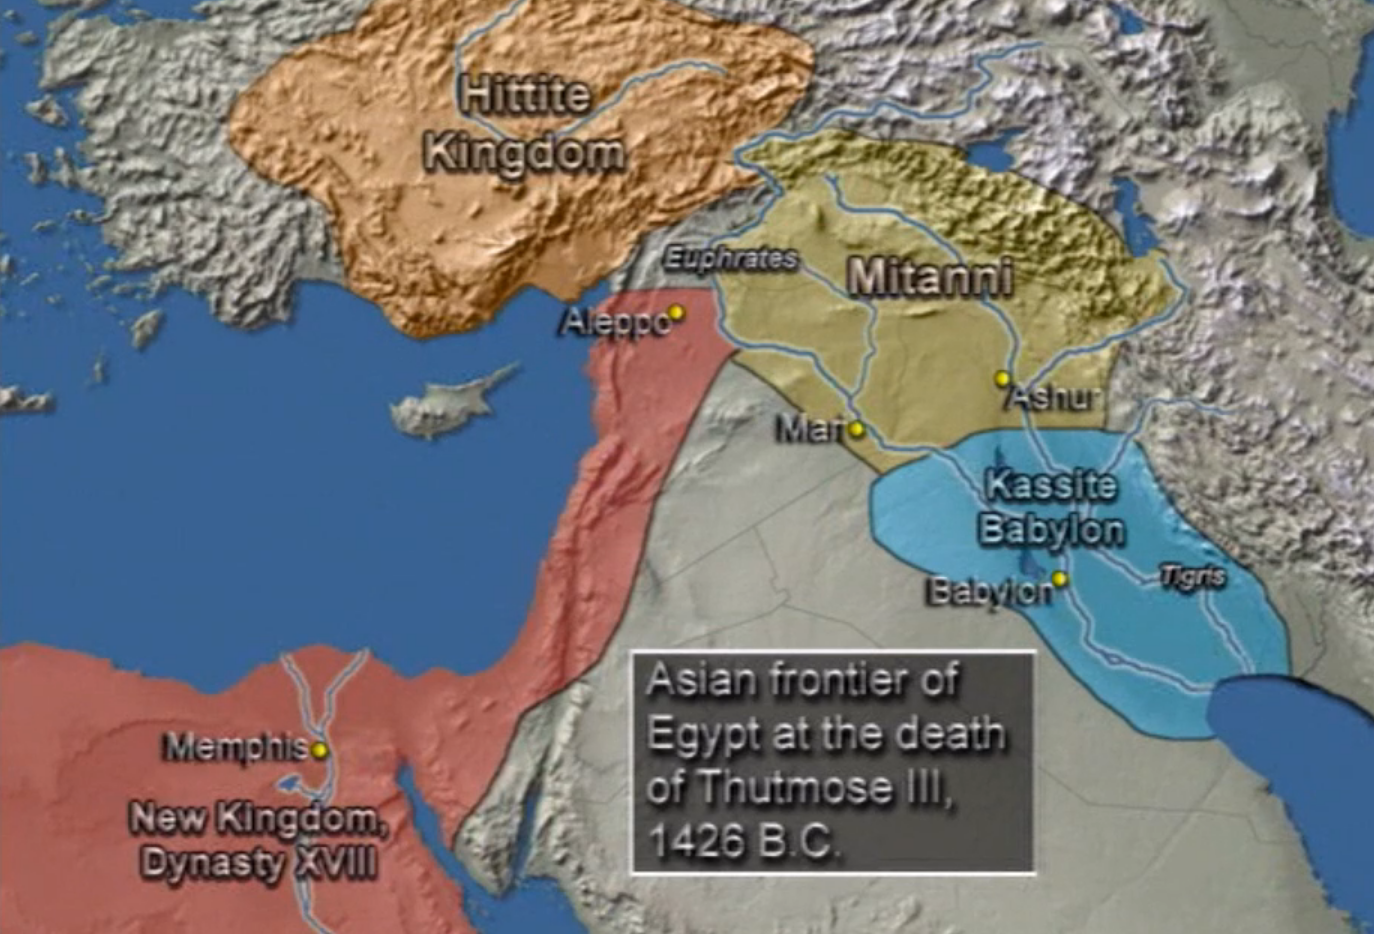 Hittite
Kingdom
Euphrates
Mitanni
Aleppo
Ashur
Mari
Kassite
Babylon
Babylon
Tigris
Asian frontier of
Egypt at the death
of Thutmose III,
1426 B.C.
Memphis
New Kingdom,
Dynasty XVIII